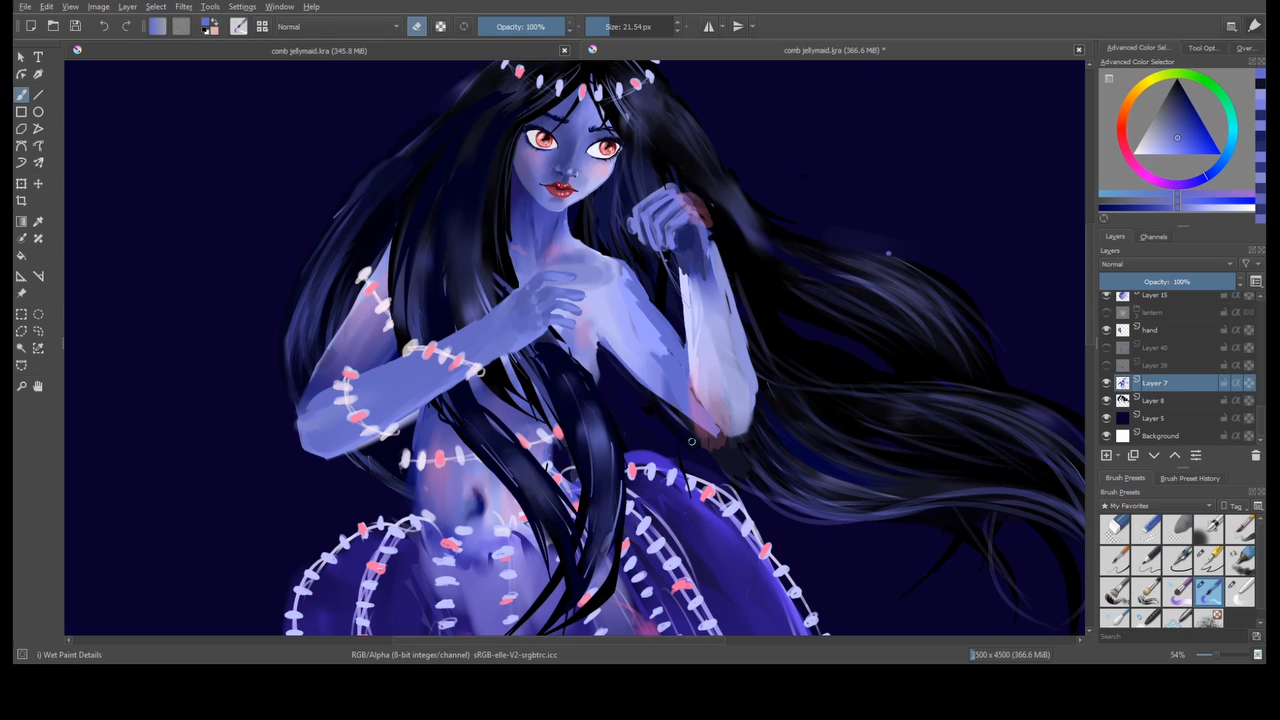 File Edit View Image Layer Select Filter Tools Settings Window Help
Normal
Opacity: 100%
Size: 21.54 px
comb jellymaid.kra (345.8 MiB)
comb jellymaid.kra (366.6 MiB) *
Advanced Color Sel... Tool Opt... Over...
Advanced Color Selector
Layers Channels
Layers
Normal
Opacity: 100%
Layer 15
lantern
hand
Layer 40
Layer 39
Layer 7
Layer 8
Layer 5
Background
Brush Presets Brush Preset History
Brush Presets
My Favorites
Tag
Search
i) Wet Paint Details
RGB/Alpha (8-bit integer/channel) sRGB-elle-V2-srgbtrc.icc
500 x 4500 (366.6 MiB)
54%